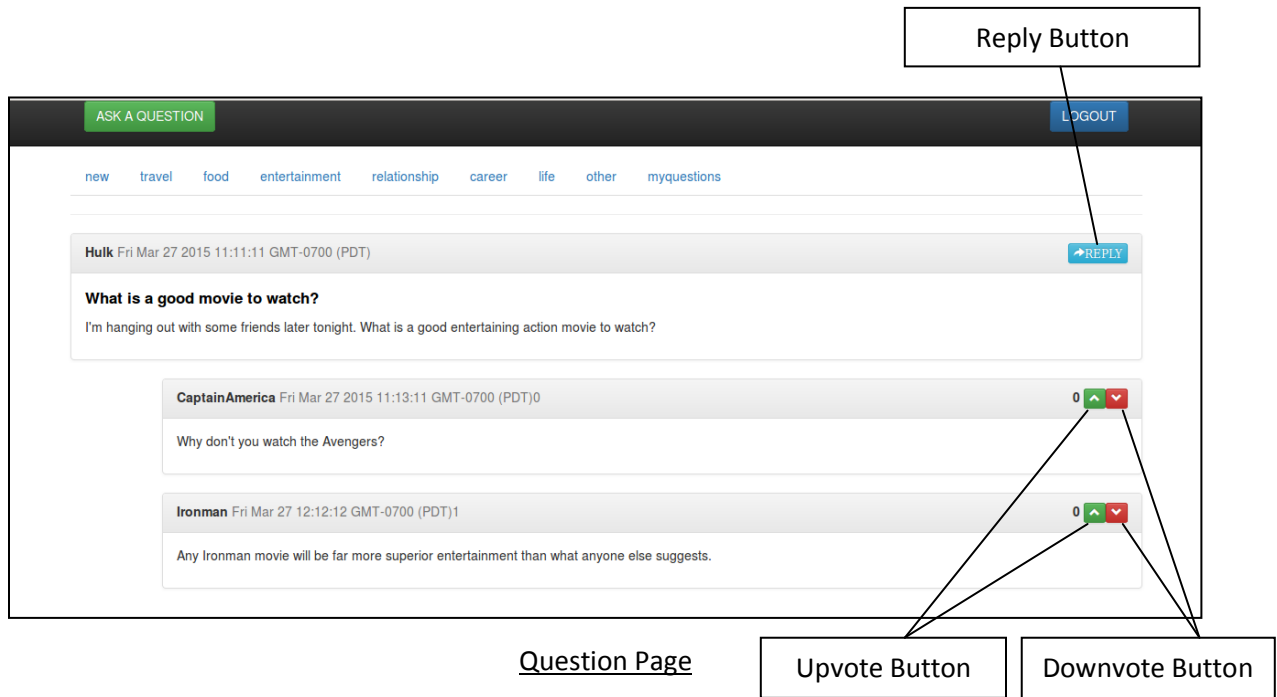 Reply Button
ASK A QUESTION LOGOUT
new travel food entertainment relationship career life other myquestions
Hulk Fri Mar 27 2015 11:11:11 GMT-0700 (PDT) REPLY
What is a good movie to watch?
I'm hanging out with some friends later tonight. What is a good entertaining action movie to watch?
CaptainAmerica Fri Mar 27 2015 11:13:11 GMT-0700 (PDT)0 0
Why don't you watch the Avengers?
Ironman Fri Mar 27 12:12:12 GMT-0700 (PDT)1 0
Any Ironman movie will be far more superior entertainment than what anyone else suggests.
Question Page Upvote Button Downvote Button